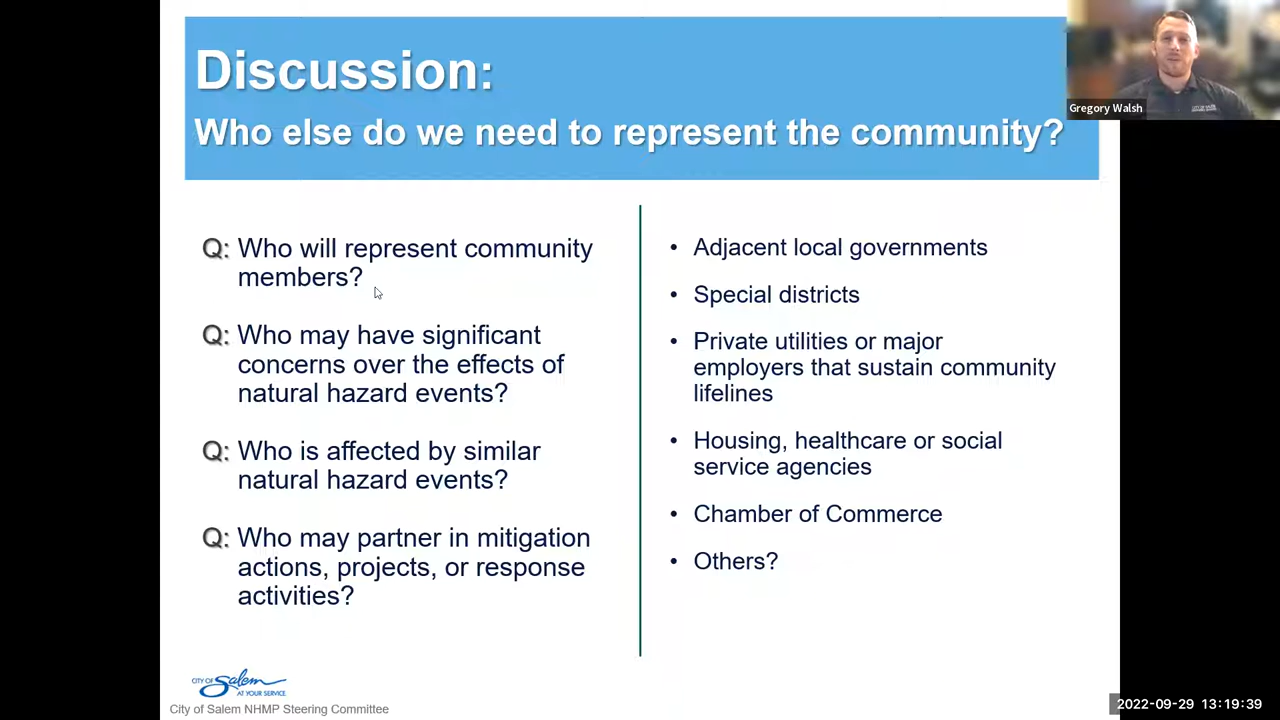 Discussion:
Who else do we need to represent the community?
Gregory Walsh
Q: Who will represent community
members?
Q: Who may have significant
concerns over the effects of
natural hazard events?
Q: Who is affected by similar
natural hazard events?
Q: Who may partner in mitigation
actions, projects, or response
activities?
• Adjacent local governments
• Special districts
• Private utilities or major
employers that sustain community
lifelines
• Housing, healthcare or social
service agencies
• Chamber of Commerce
• Others?
CITY OF Salem
AT YOUR SERVICE
City of Salem NHMP Steering Committee
2022-09-29 13:19:39